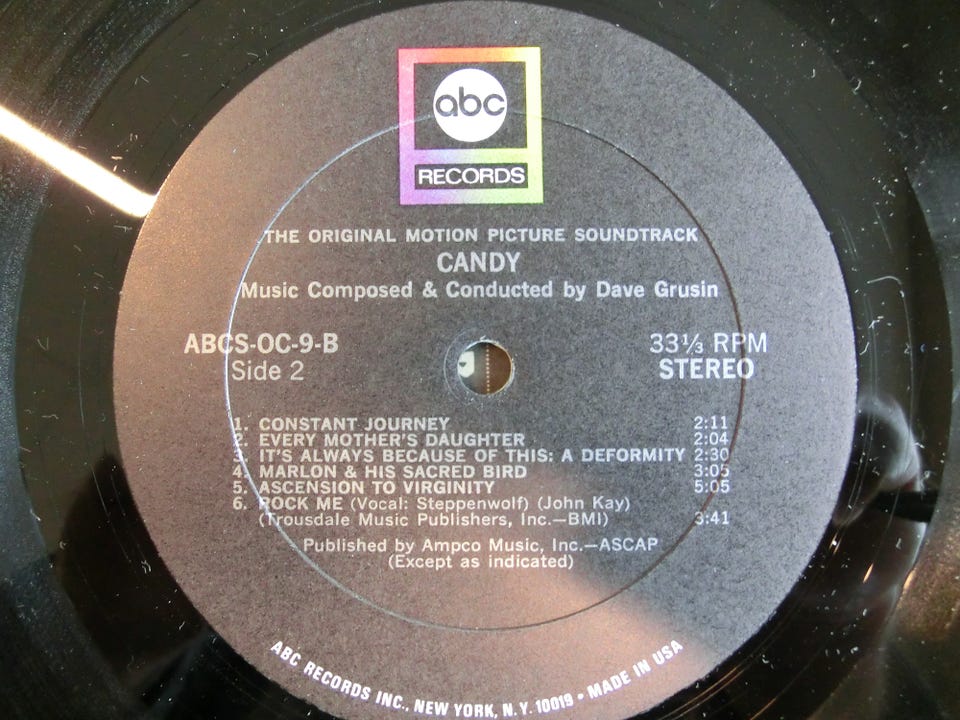 abc
RECORDS
THE ORIGINAL MOTION PICTURE SOUNDTRACK
CANDY
Music Composed & Conducted by Dave Grusin
ABCS-OC-9-B 33⅓ RPM
Side 2 STEREO
1. CONSTANT JOURNEY 2:11
2. EVERY MOTHER'S DAUGHTER 2:04
3. IT'S ALWAYS BECAUSE OF THIS: A DEFORMITY 2:30
4. MARLON & HIS SACRED BIRD 3:05
5. ASCENSION TO VIRGINITY 5:05
6. ROCK ME (Vocal: Steppenwolf) (John Kay)
(Trousdale Music Publishers, Inc.—BMI) 3:41
Published by Ampco Music, Inc.—ASCAP
(Except as indicated)
ABC RECORDS INC., NEW YORK, N.Y. 10019 • MADE IN USA